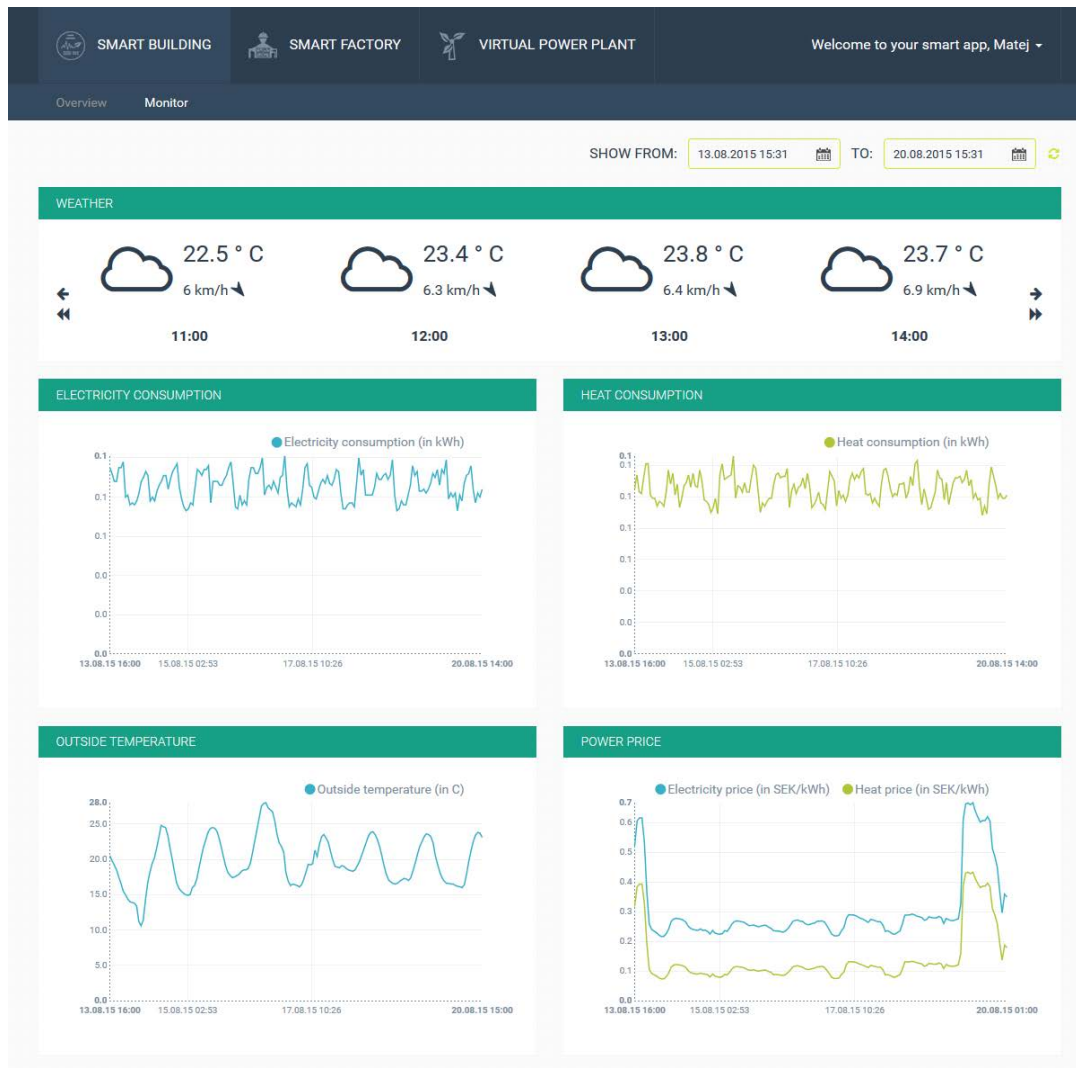 SMART BUILDING SMART FACTORY VIRTUAL POWER PLANT Welcome to your smart app, Matej
Overview Monitor
SHOW FROM: 13.08.2015 15:31 TO: 20.08.2015 15:31
WEATHER
22.5 ° C 23.4 ° C 23.8 ° C 23.7 ° C
6 km/h 6.3 km/h 6.4 km/h 6.9 km/h
11:00 12:00 13:00 14:00
ELECTRICITY CONSUMPTION
Electricity consumption (in kWh)
0.1
0.1
0.1
0.0
0.0
0.0
13.08.15 16:00 15.08.15 02:53 17.08.15 10:26 20.08.15 14:00
HEAT CONSUMPTION
Heat consumption (in kWh)
0.1
0.1
0.1
0.1
0.1
0.0
0.0
0.0
13.08.15 16:00 15.08.15 02:53 17.08.15 10:26 20.08.15 14:00
OUTSIDE TEMPERATURE
Outside temperature (in C)
28.0
25.0
20.0
15.0
10.0
5.0
0.0
13.08.15 16:00 15.08.15 02:53 17.08.15 10:26 20.08.15 15:00
POWER PRICE
Electricity price (in SEK/kWh) Heat price (in SEK/kWh)
0.7
0.6
0.5
0.4
0.3
0.2
0.1
0.0
13.08.15 16:00 15.08.15 02:53 17.08.15 10:26 20.08.15 01:00